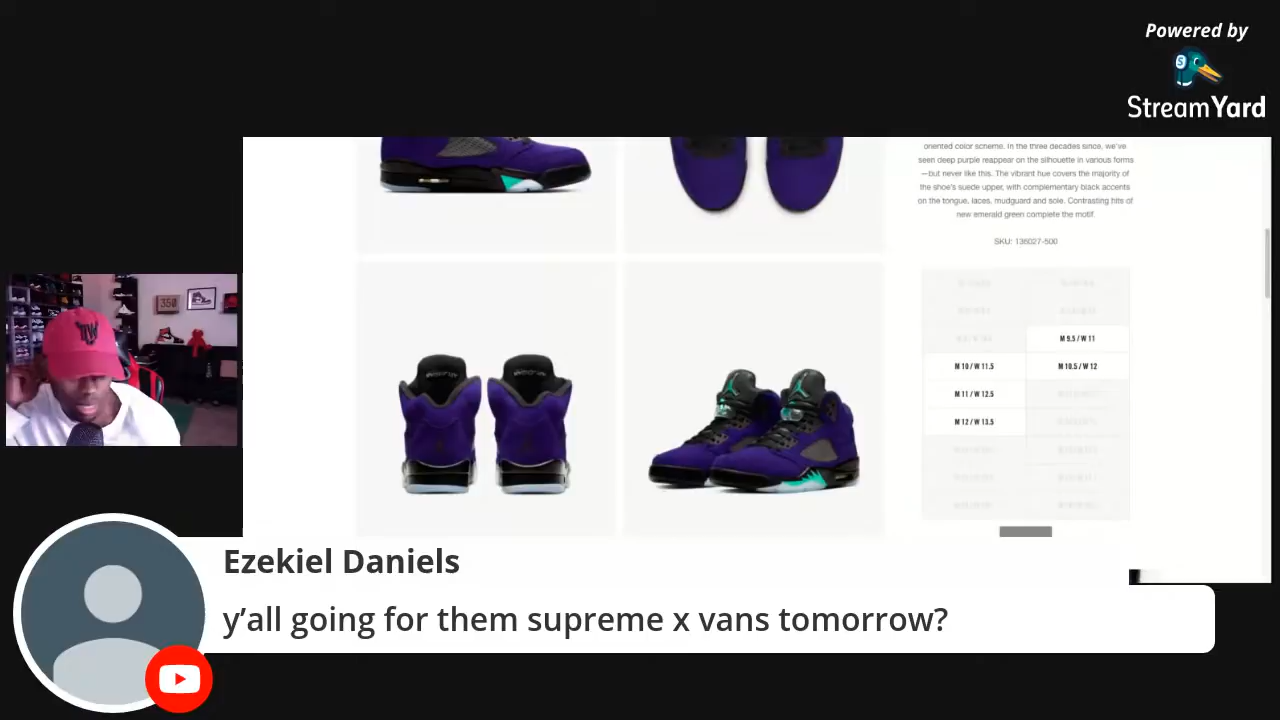 Powered by
StreamYard
oriented color scheme. In the three decades since, we've
seen deep purple reappear on the silhouette in various forms
—but never like this. The vibrant hue covers the majority of
the shoe's suede upper, with complementary black accents
on the tongue, laces, mudguard and sole. Contrasting hits of
new emerald green complete the motif.
SKU: 136027-500
M 9.5 / W 11
M 10 / W 11.5
M 10.5 / W 12
M 11 / W 12.5
M 12 / W 13.5
350
Ezekiel Daniels
y'all going for them supreme x vans tomorrow?